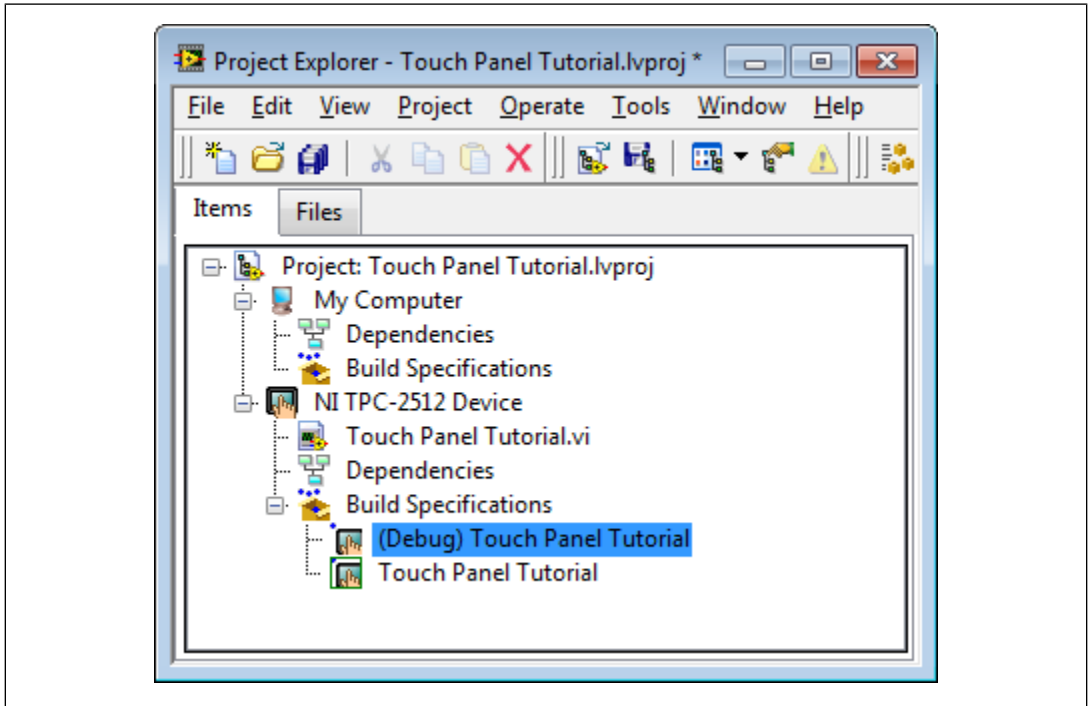 Project Explorer - Touch Panel Tutorial.lvproj *
File Edit View Project Operate Tools Window Help
Items Files
Project: Touch Panel Tutorial.lvproj
My Computer
Dependencies
Build Specifications
NI TPC-2512 Device
Touch Panel Tutorial.vi
Dependencies
Build Specifications
(Debug) Touch Panel Tutorial
Touch Panel Tutorial